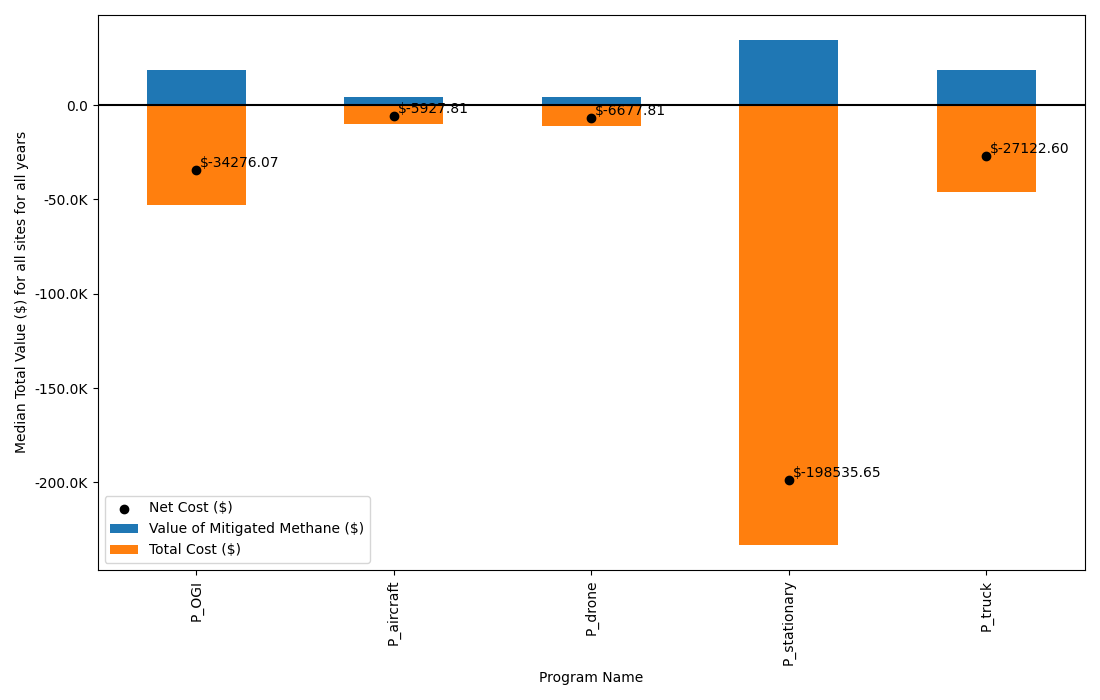 Median Total Value ($) for all sites for all years
0.0
-50.0K
-100.0K
-150.0K
-200.0K
$-34276.07
$-5927.81
$-6677.81
$-198535.65
$-27122.60
Net Cost ($)
Value of Mitigated Methane ($)
Total Cost ($)
P_OGI
P_aircraft
P_drone
P_stationary
P_truck
Program Name